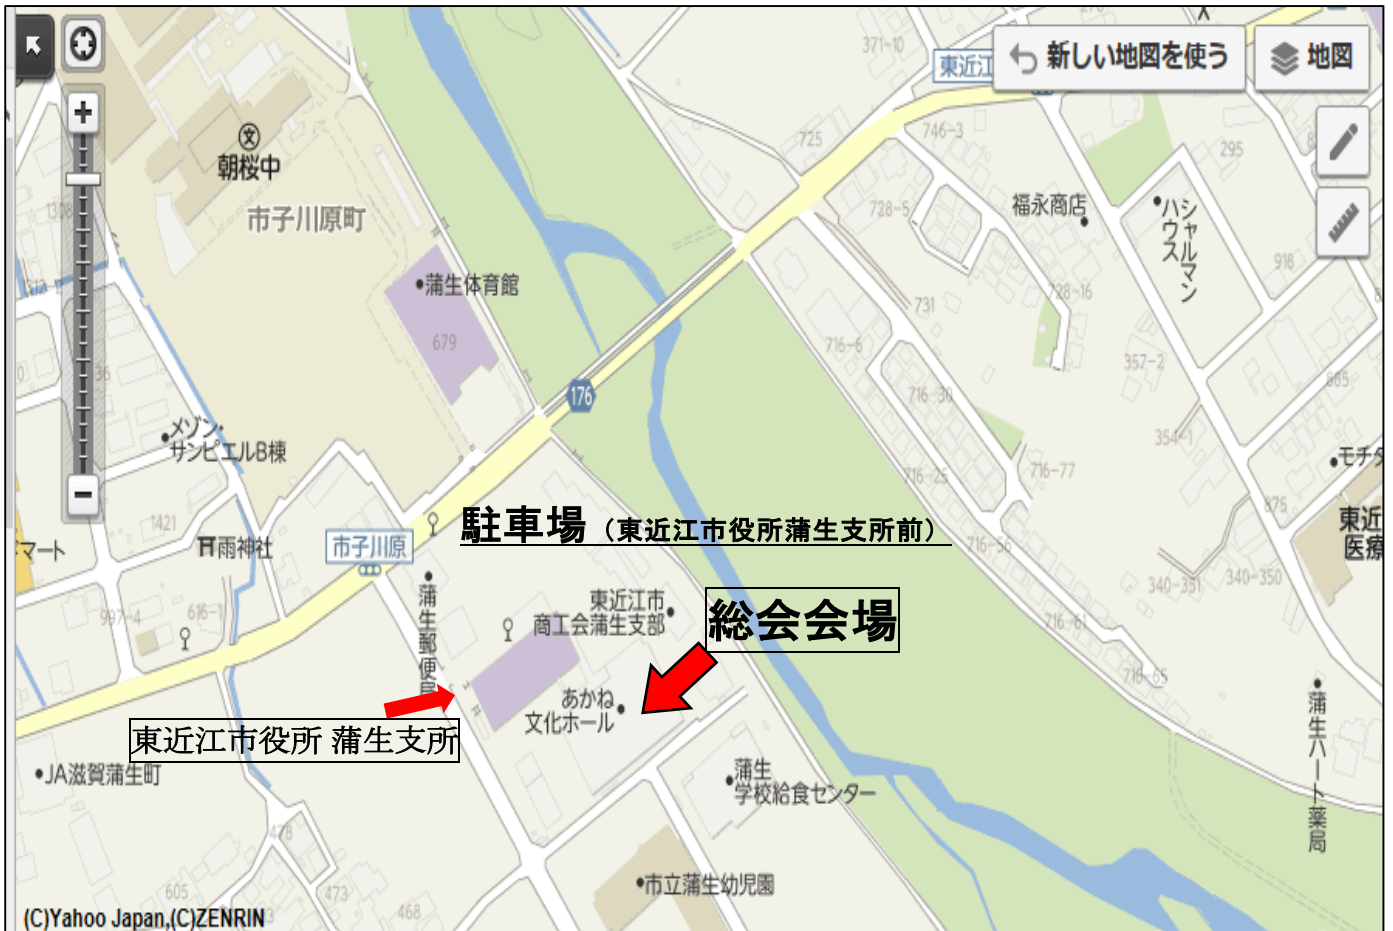 371-10
東近江
新しい地図を使う
地図
文
朝桜中
725
746-3
295
1308
市子川原町
728-5
福永商店
シャルマン
ハウス
蒲生体育館
918
728-16
731
679
716-6
357-2
885
36
176
716-30
メゾン・
サンピエルB棟
354-1
716-25
716-77
モチタ
875
1421
駐車場（東近江市役所蒲生支所前）
東近
医療
マート
雨神社
市子川原
716-56
340-351
340-350
997-4
616-1
蒲生郵便局
東近江市
商工会蒲生支部
総会会場
716-61
716-65
あかね
文化ホール
蒲生ハート薬局
東近江市役所 蒲生支所
JA滋賀蒲生町
蒲生
学校給食センター
478
605
473
468
市立蒲生幼児園
(C)Yahoo Japan,(C)ZENRIN